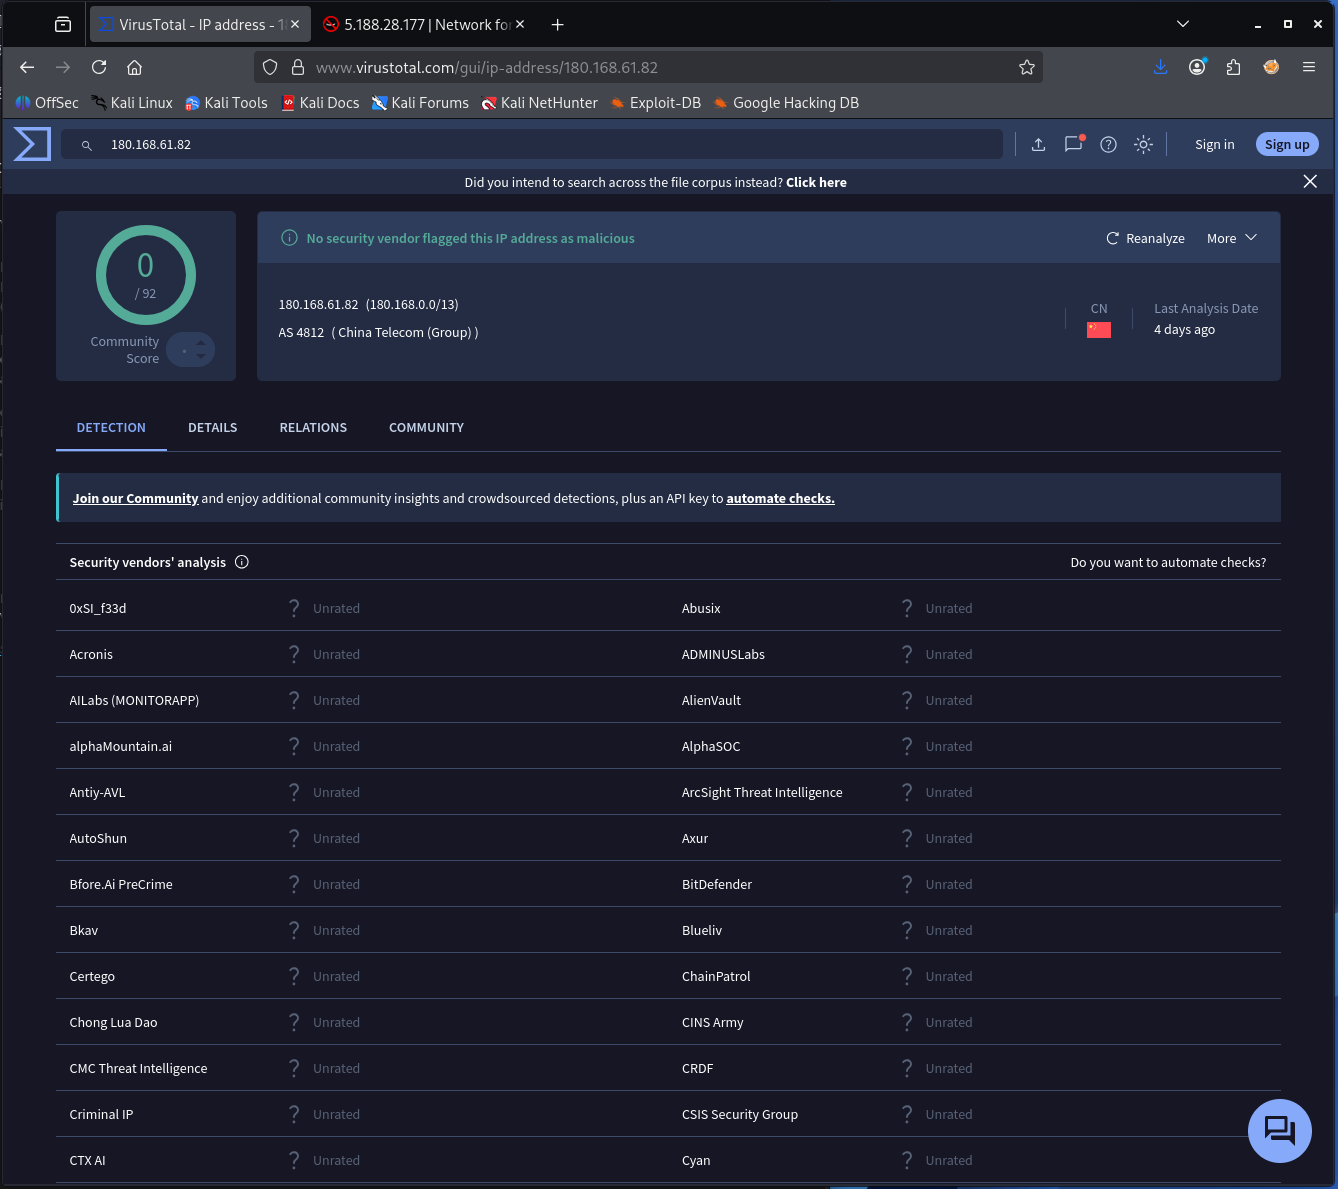 VirusTotal - IP address - 18
5.188.28.177 | Network for
www.virustotal.com/gui/ip-address/180.168.61.82
OffSec Kali Linux Kali Tools Kali Docs Kali Forums Kali NetHunter Exploit-DB Google Hacking DB
180.168.61.82
Sign in Sign up
Did you intend to search across the file corpus instead? Click here
0
/ 92
Community Score
No security vendor flagged this IP address as malicious
Reanalyze More
180.168.61.82 (180.168.0.0/13)
AS 4812 ( China Telecom (Group) )
CN
Last Analysis Date
4 days ago
DETECTION DETAILS RELATIONS COMMUNITY
Join our Community and enjoy additional community insights and crowdsourced detections, plus an API key to automate checks.
Security vendors' analysis Do you want to automate checks?
0xSI_f33d ? Unrated Abusix ? Unrated
Acronis ? Unrated ADMINUSLabs ? Unrated
AILabs (MONITORAPP) ? Unrated AlienVault ? Unrated
alphaMountain.ai ? Unrated AlphaSOC ? Unrated
Antiy-AVL ? Unrated ArcSight Threat Intelligence ? Unrated
AutoShun ? Unrated Axur ? Unrated
Bfore.Ai PreCrime ? Unrated BitDefender ? Unrated
Bkav ? Unrated Blueliv ? Unrated
Certego ? Unrated ChainPatrol ? Unrated
Chong Lua Dao ? Unrated CINS Army ? Unrated
CMC Threat Intelligence ? Unrated CRDF ? Unrated
Criminal IP ? Unrated CSIS Security Group ? Unrated
CTX AI ? Unrated Cyan ? Unrated